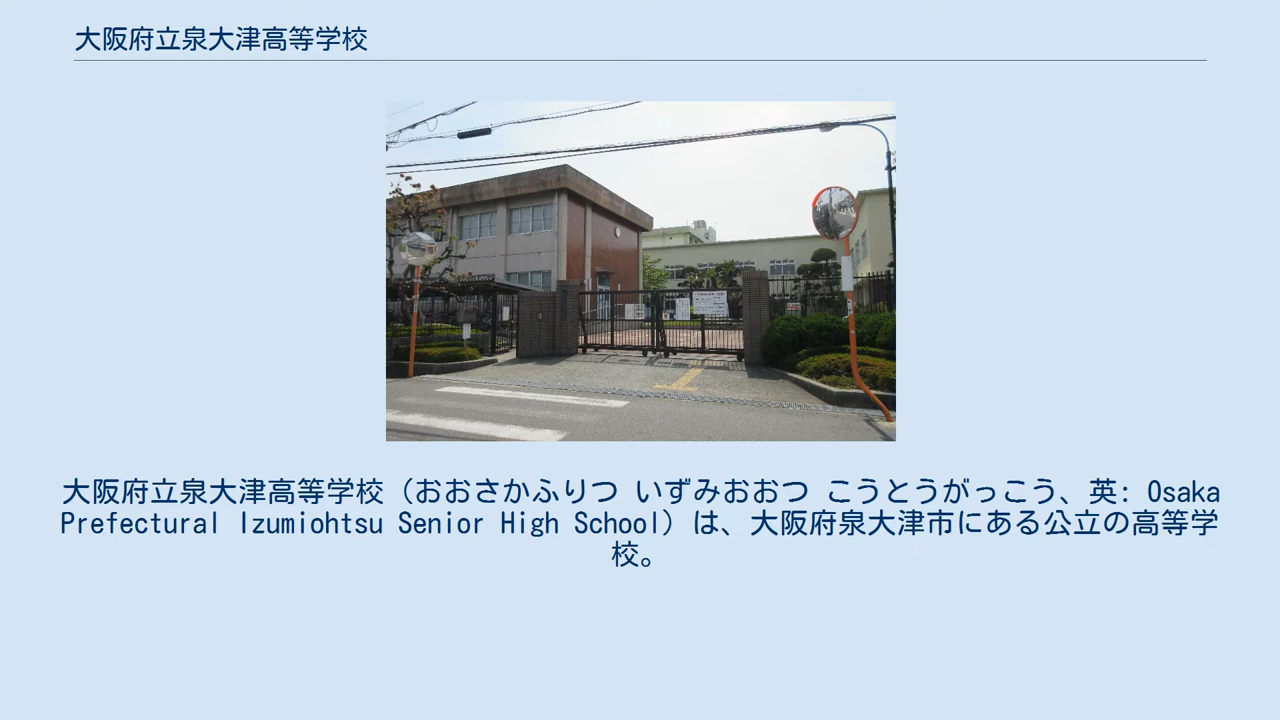 大阪府立泉大津高等学校
大阪府立泉大津高等学校（おおさかふりつ いずみおおつ こうとうがっこう、英: Osaka
Prefectural Izumiohtsu Senior High School）は、大阪府泉大津市にある公立の高等学
校。